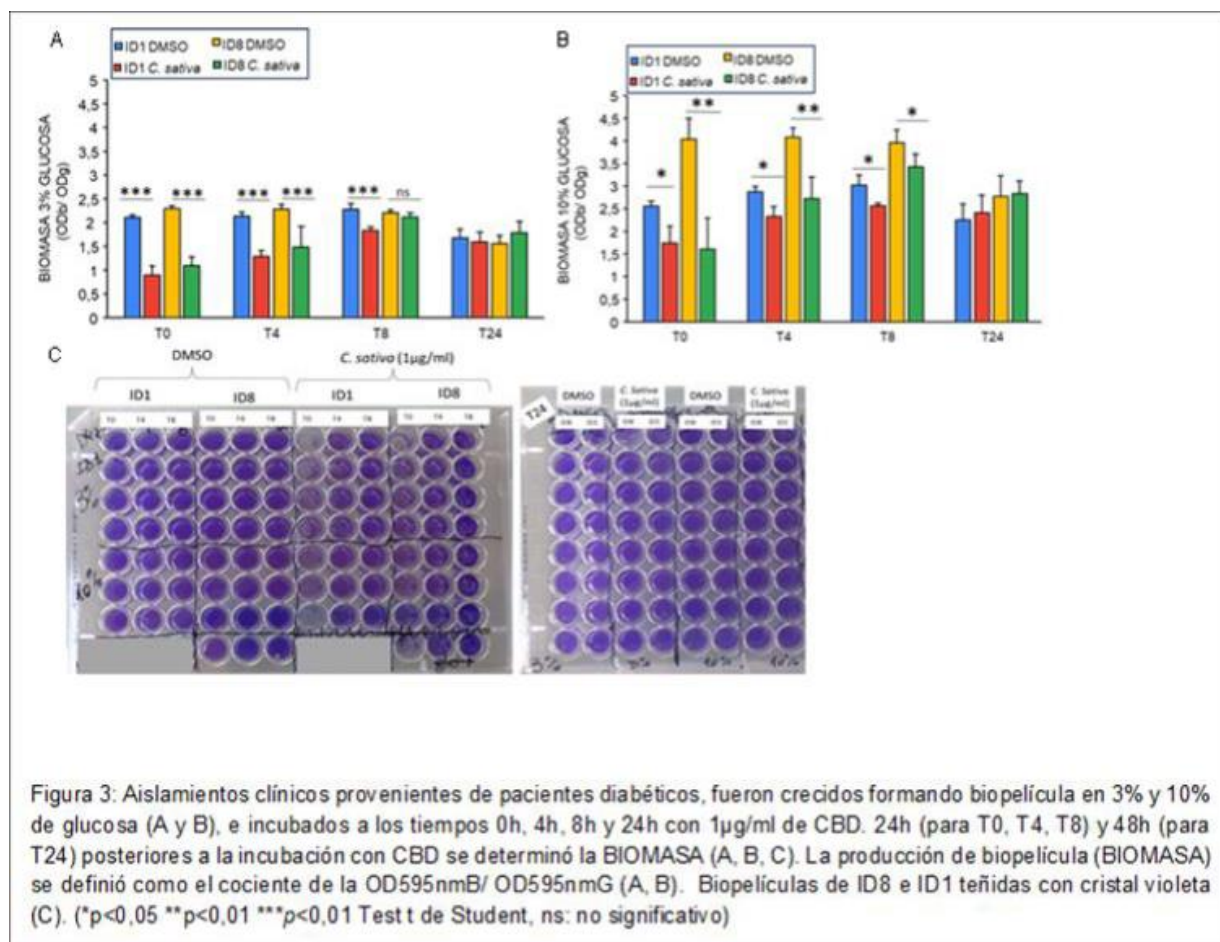 A
ID1 DMSO ID8 DMSO
ID1 C. sativa ID8 C. sativa
BIOMASA 3% GLUCOSA
(ODb/ ODg)
5
4,5
4
3,5
3
2,5
2
1,5
1
0,5
0
*** *** *** *** *** ns
T0 T4 T8 T24
B
ID1 DMSO ID8 DMSO
ID1 C. sativa ID8 C. sativa
BIOMASA 10% GLUCOSA
(ODb/ ODg)
5
4,5
4
3,5
3
2,5
2
1,5
1
0,5
0
* ** * ** * *
T0 T4 T8 T24
C
DMSO C. sativa (1µg/ml)
ID1 ID8 ID1 ID8
T0 T4 T8 T0 T4 T8 T0 T4 T8 T0 T4 T8
3%
10%
T24
DMSO C. Sativa (1µg/ml) DMSO C. Sativa (1µg/ml)
3% 3% 10% 10%
Figura 3: Aislamientos clínicos provenientes de pacientes diabéticos, fueron crecidos formando biopelícula en 3% y 10%
de glucosa (A y B), e incubados a los tiempos 0h, 4h, 8h y 24h con 1µg/ml de CBD. 24h (para T0, T4, T8) y 48h (para
T24) posteriores a la incubación con CBD se determinó la BIOMASA (A, B, C). La producción de biopelícula (BIOMASA)
se definió como el cociente de la OD595nmB/ OD595nmG (A, B). Biopelículas de ID8 e ID1 teñidas con cristal violeta
(C). (*p<0,05 **p<0,01 ***p<0,01 Test t de Student, ns: no significativo)